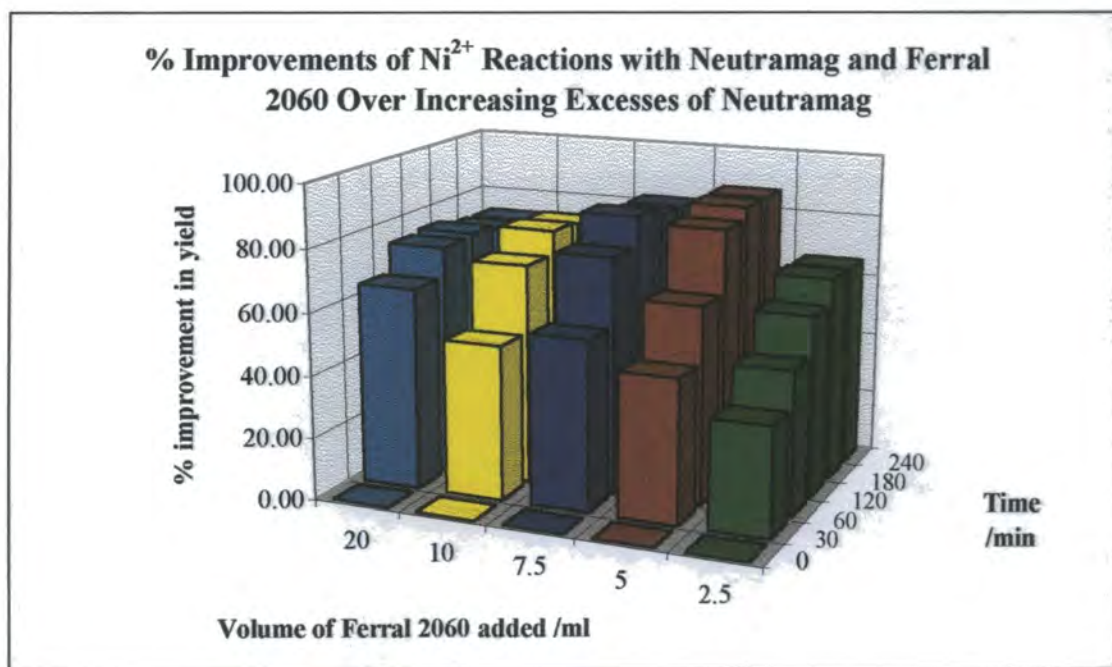 % Improvements of Ni²⁺ Reactions with Neutramag and Ferral
2060 Over Increasing Excesses of Neutramag
% improvement in yield
100.00
80.00
60.00
40.00
20.00
0.00
20
10
7.5
5
2.5
Volume of Ferral 2060 added /ml
240
180
120
60
30
0
Time
/min